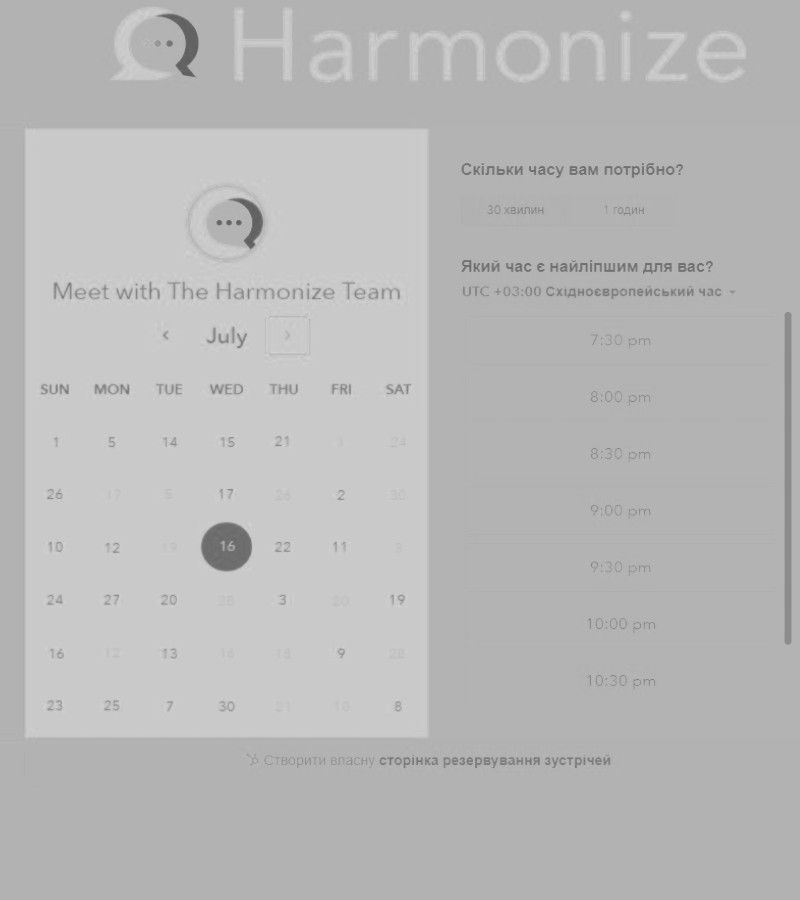 Harmonize
Meet with The Harmonize Team
July
SUN MON TUE WED THU FRI SAT
1 5 14 15 21 24
26 17 5 17 26 2 30
10 12 19 16 22 11 3
24 27 20 28 3 20 19
16 12 13 16 18 9 28
23 25 7 30 21 10 8
Скільки часу вам потрібно?
30 хвилин 1 годин
Який час є найліпшим для вас?
UTC +03:00 Східноєвропейський час
7:30 pm
8:00 pm
8:30 pm
9:00 pm
9:30 pm
10:00 pm
10:30 pm
Створити власну сторінка резервування зустрічей